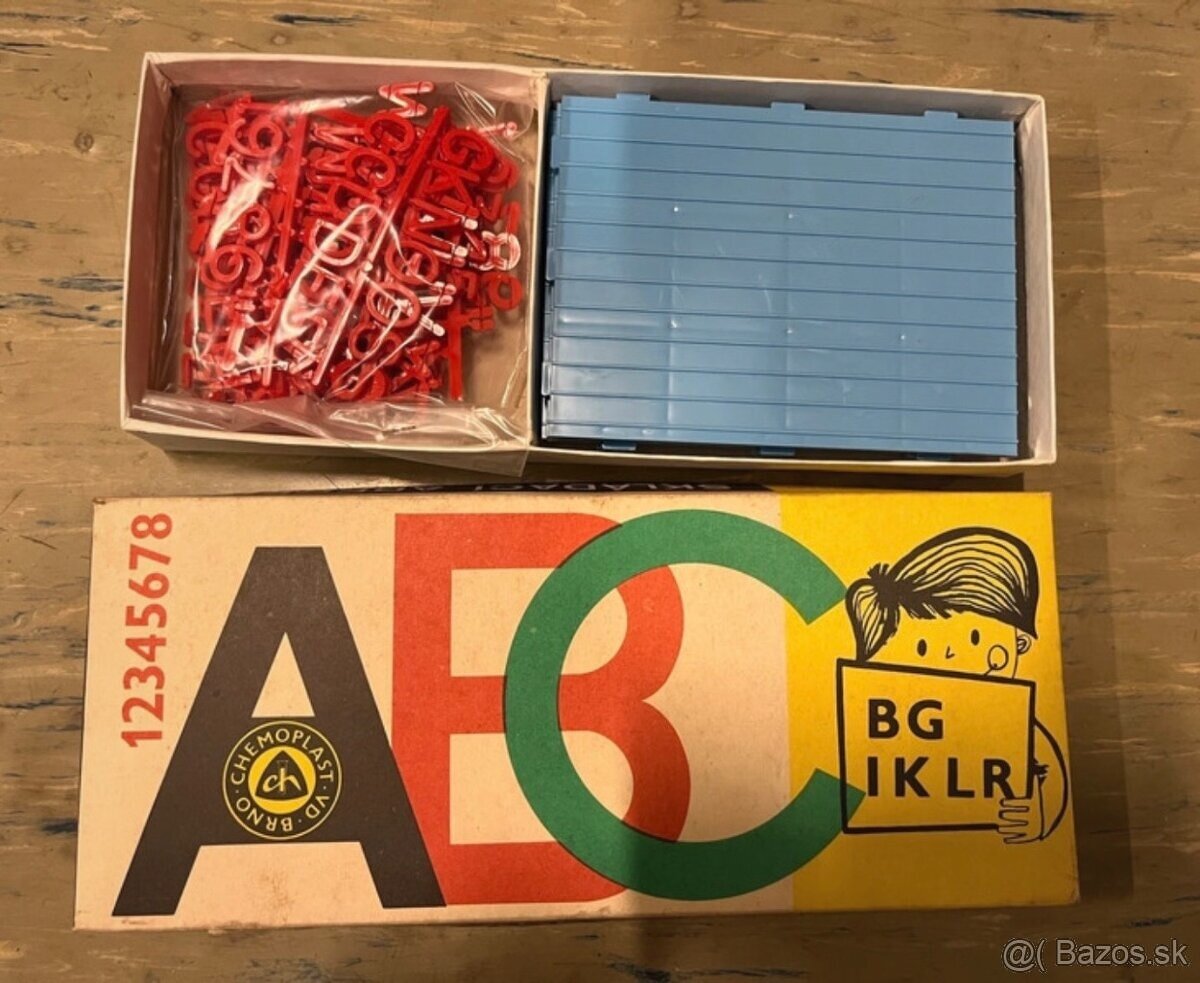 12345678
ABC
CHEMOPLAST · VD · BRNO ·
ch
BG
IKLR
@( Bazos.sk